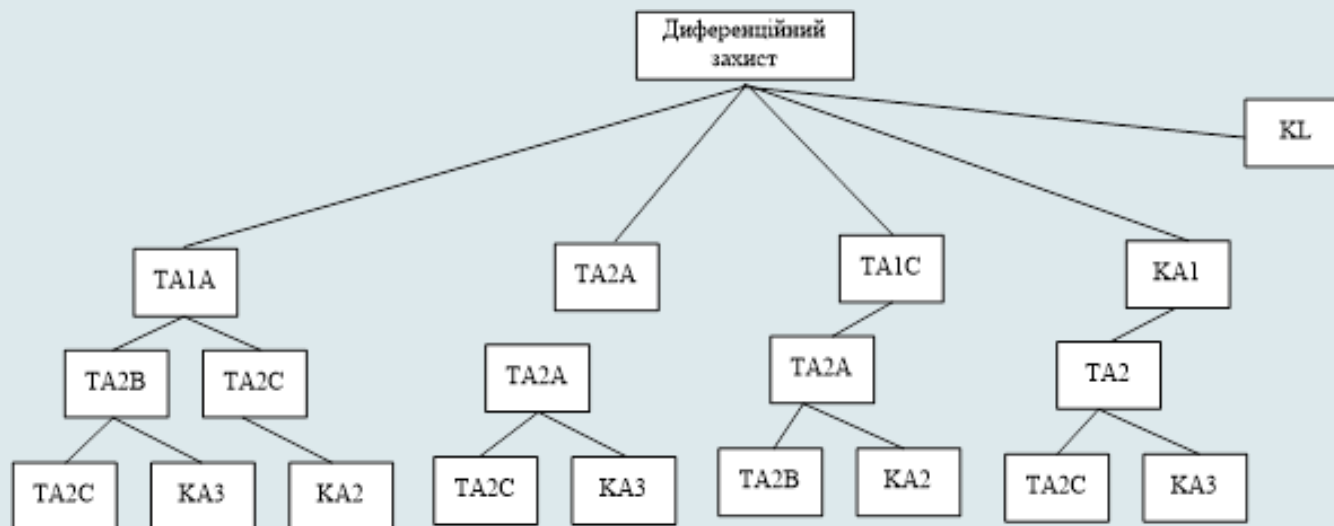 Диференційний
захист
KL
TA1A
TA2A
TA1C
KA1
TA2B
TA2C
TA2A
TA2A
TA2
TA2C
KA3
KA2
TA2C
KA3
TA2B
KA2
TA2C
KA3